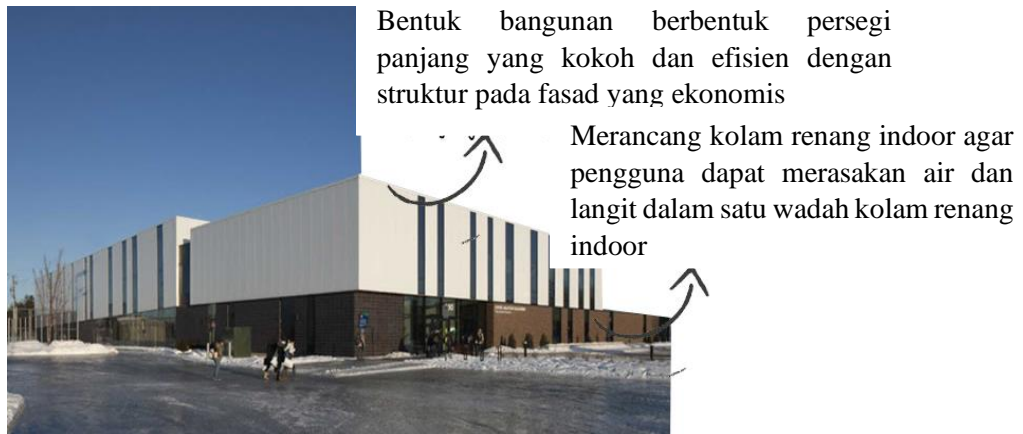 Bentuk bangunan berbentuk persegi
panjang yang kokoh dan efisien dengan
struktur pada fasad yang ekonomis
Merancang kolam renang indoor agar
pengguna dapat merasakan air dan
langit dalam satu wadah kolam renang
indoor